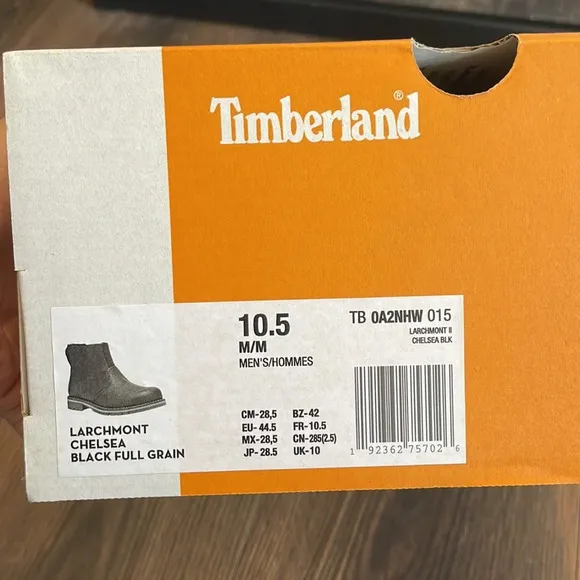 Timberland®
10.5
M/M
MEN'S/HOMMES
TB 0A2NHW 015
LARCHMONT II
CHELSEA BLK
LARCHMONT
CHELSEA
BLACK FULL GRAIN
CM-28,5 BZ-42
EU-44.5 FR-10.5
MX-28,5 CN-285(2.5)
JP-28.5 UK-10
1 92362 75702 6